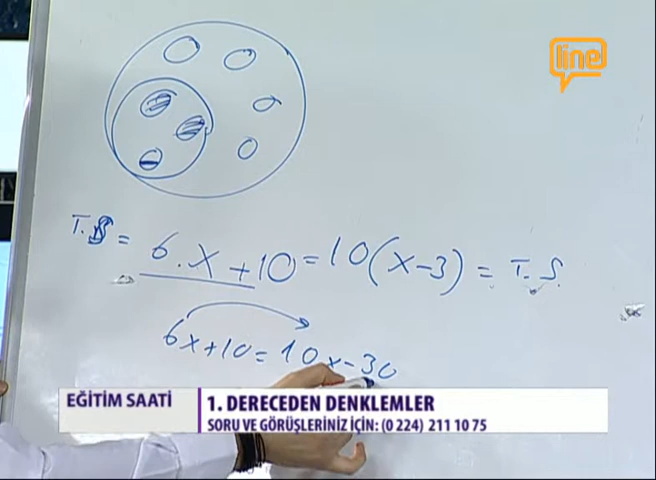 line
T.S = 6.x+10=10(x-3) = T.S.
6x+10=10x-30
EĞİTİM SAATİ
1. DERECEDEN DENKLEMLER
SORU VE GÖRÜŞLERİNİZ İÇİN: (0 224) 211 10 75